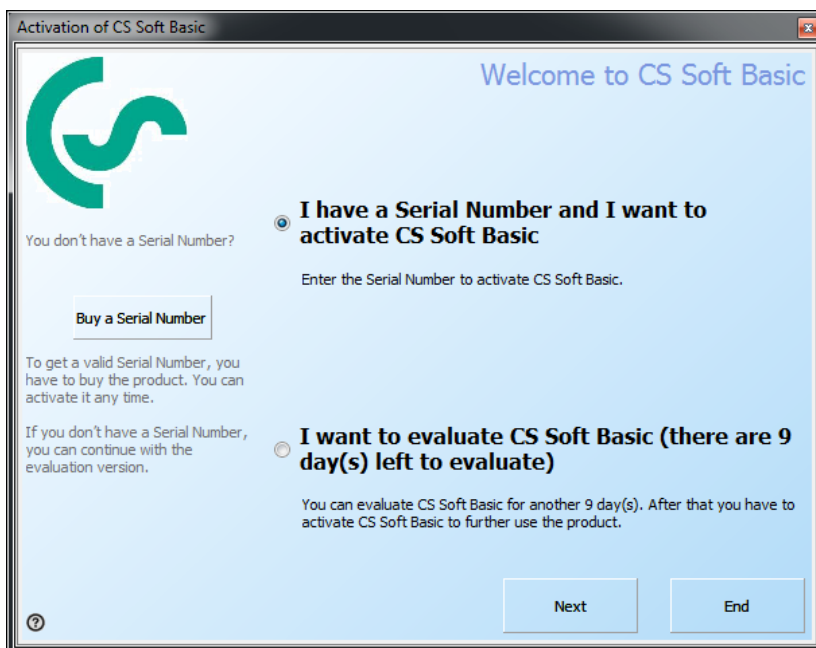 Activation of CS Soft Basic
Welcome to CS Soft Basic
You don't have a Serial Number?
Buy a Serial Number
To get a valid Serial Number, you
have to buy the product. You can
activate it any time.
If you don't have a Serial Number,
you can continue with the
evaluation version.
I have a Serial Number and I want to
activate CS Soft Basic
Enter the Serial Number to activate CS Soft Basic.
I want to evaluate CS Soft Basic (there are 9
day(s) left to evaluate)
You can evaluate CS Soft Basic for another 9 day(s). After that you have to
activate CS Soft Basic to further use the product.
Next
End